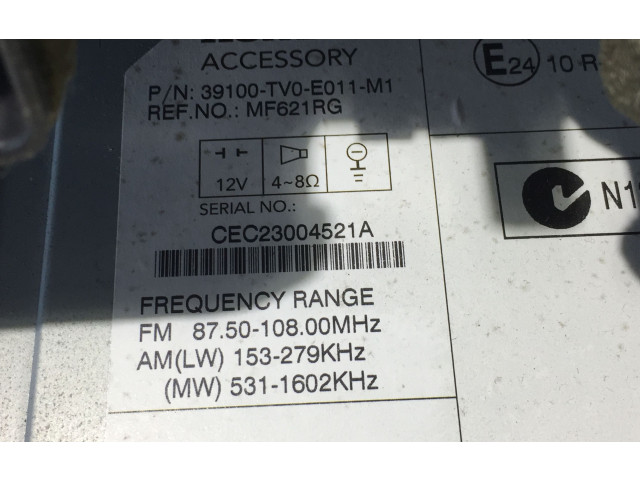 ACCESSORY
P/N: 39100-TV0-E011-M1
REF.NO.: MF621RG
12V 4~8Ω
SERIAL NO.:
CEC23004521A
FREQUENCY RANGE
FM 87.50-108.00MHz
AM(LW) 153-279KHz
(MW) 531-1602KHz
E24 10 R-
N1